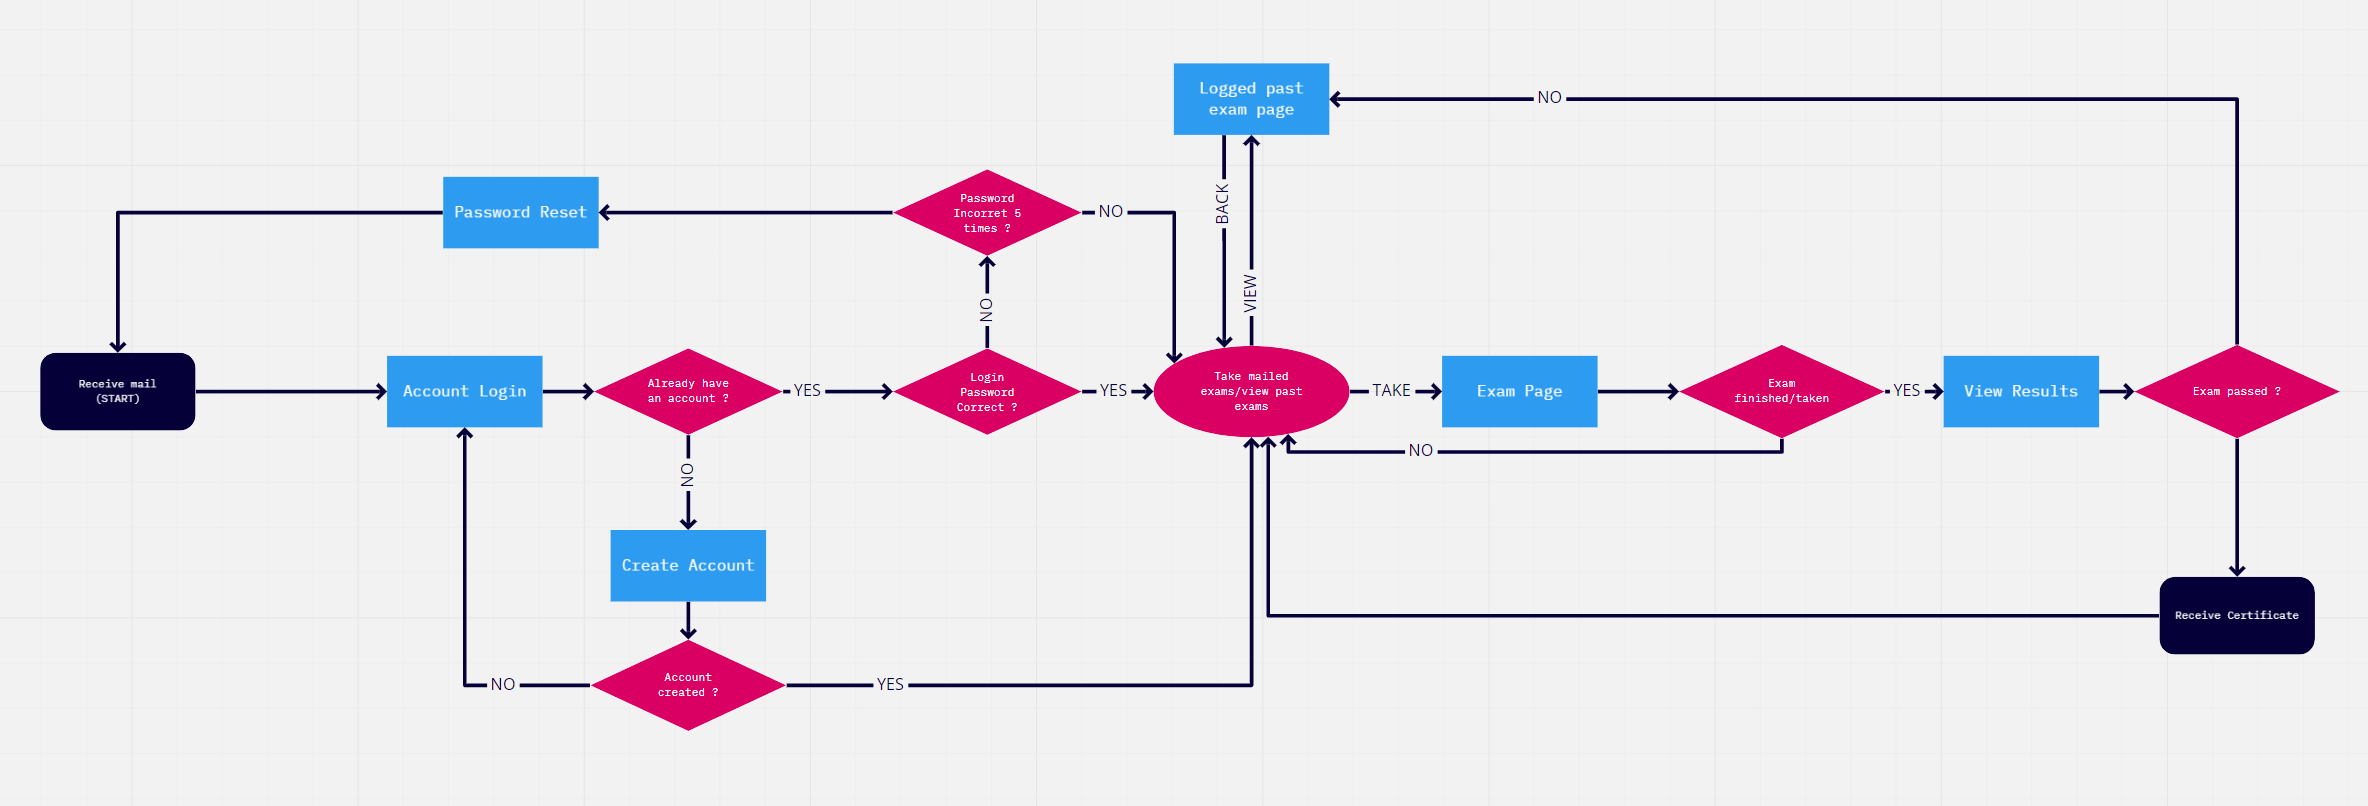 Logged past
exam page
NO
Password Reset
Password
Incorret 5
times ?
NO
BACK
VIEW
NO
Receive mail
(START)
Account Login
Already have
an account ?
YES
Login
Password
Correct ?
YES
Take mailed
exams/view past
exams
TAKE
Exam Page
Exam
finished/taken
YES
View Results
Exam passed ?
NO
NO
Create Account
Receive Certificate
Account
created ?
NO
YES